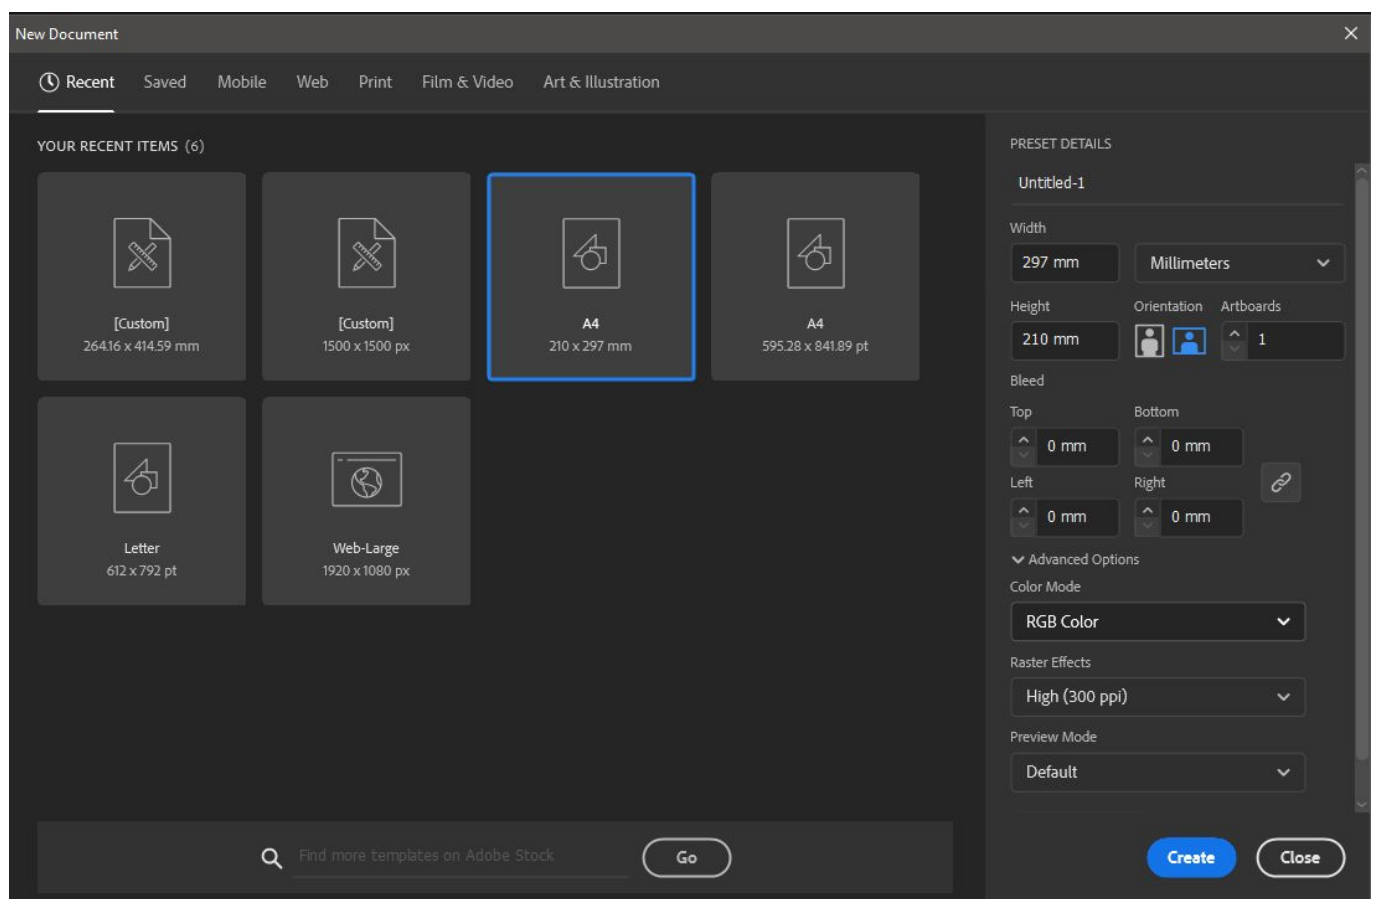 New Document
Recent Saved Mobile Web Print Film & Video Art & Illustration
YOUR RECENT ITEMS (6)
[Custom]
264.16 x 414.59 mm
[Custom]
1500 x 1500 px
A4
210 x 297 mm
A4
595.28 x 841.89 pt
Letter
612 x 792 pt
Web-Large
1920 x 1080 px
Find more templates on Adobe Stock
Go
PRESET DETAILS
Untitled-1
Width
297 mm Millimeters
Height Orientation Artboards
210 mm 1
Bleed
Top Bottom
0 mm 0 mm
Left Right
0 mm 0 mm
Advanced Options
Color Mode
RGB Color
Raster Effects
High (300 ppi)
Preview Mode
Default
Create Close